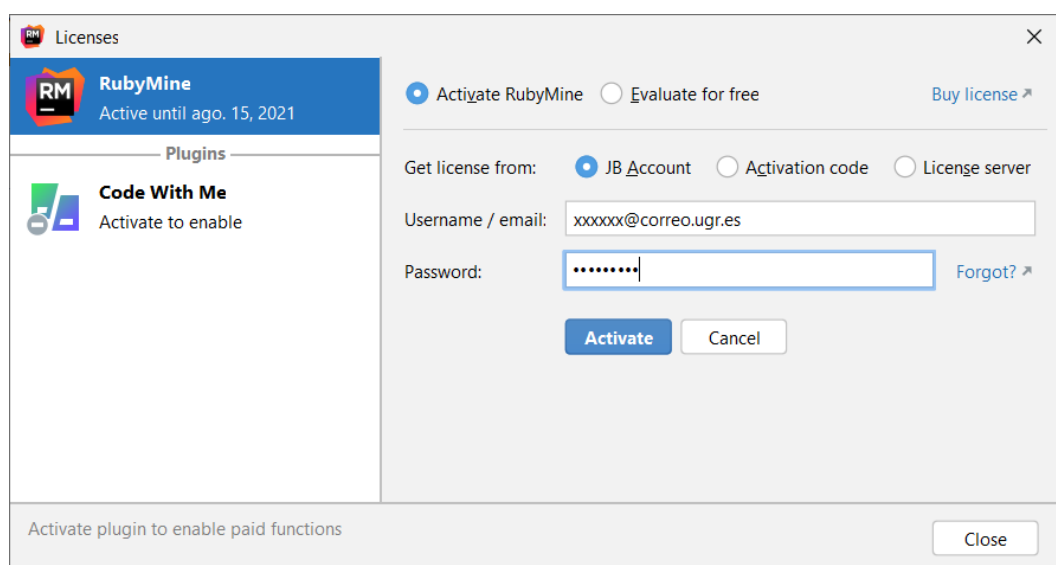 Licenses
RM
RubyMine
Active until ago. 15, 2021
Plugins
Code With Me
Activate to enable
Activate RubyMine Evaluate for free Buy license
Get license from: JB Account Activation code License server
Username / email: xxxxxx@correo.ugr.es
Password: ••••••••• Forgot?
Activate Cancel
Activate plugin to enable paid functions
Close